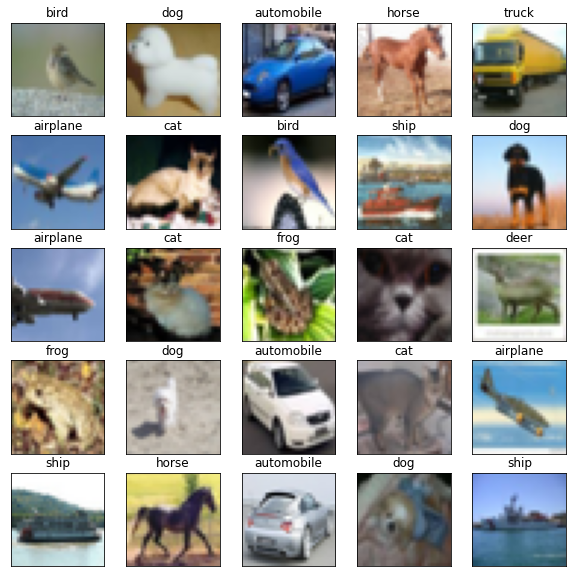 bird dog automobile horse truck
airplane cat bird ship dog
airplane cat frog cat deer
frog dog automobile cat airplane
ship horse automobile dog ship